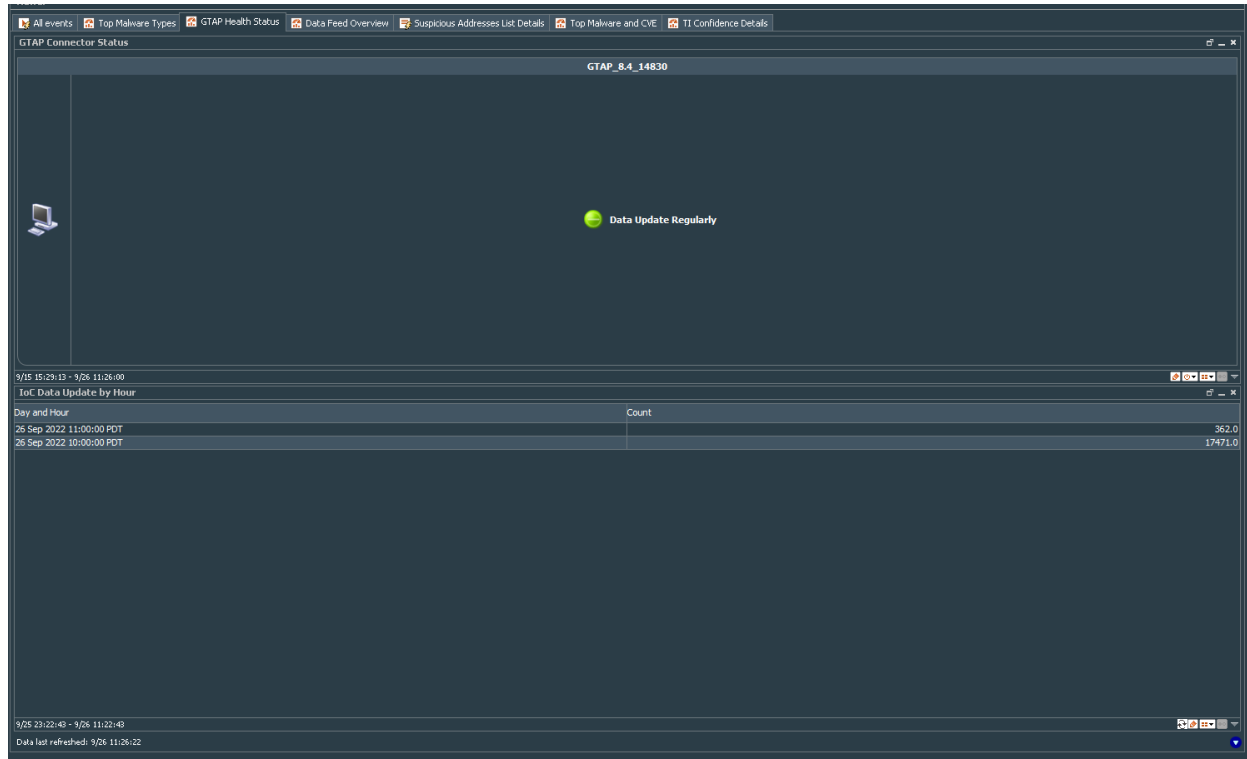 All events Top Malware Types GTAP Health Status Data Feed Overview Suspicious Addresses List Details Top Malware and CVE TI Confidence Details
GTAP Connector Status
GTAP_8.4_14830
Data Update Regularly
9/15 15:29:13 - 9/26 11:26:00
IoC Data Update by Hour
Day and Hour Count
26 Sep 2022 11:00:00 PDT 362.0
26 Sep 2022 10:00:00 PDT 17471.0
9/25 23:22:43 - 9/26 11:22:43
Data last refreshed: 9/26 11:26:22